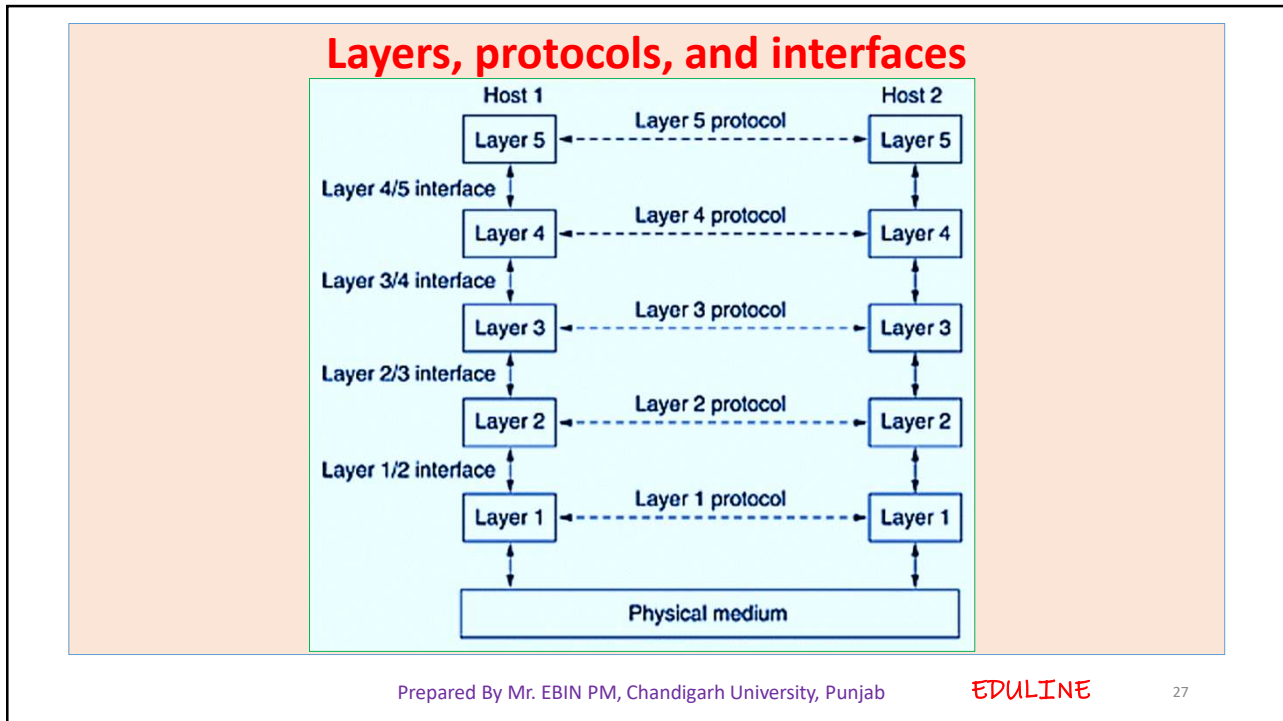 Layers, protocols, and interfaces
Host 1 Host 2
Layer 5 Layer 5 protocol Layer 5
Layer 4/5 interface
Layer 4 Layer 4 protocol Layer 4
Layer 3/4 interface
Layer 3 Layer 3 protocol Layer 3
Layer 2/3 interface
Layer 2 Layer 2 protocol Layer 2
Layer 1/2 interface
Layer 1 Layer 1 protocol Layer 1
Physical medium
Prepared By Mr. EBIN PM, Chandigarh University, Punjab EDULINE 27